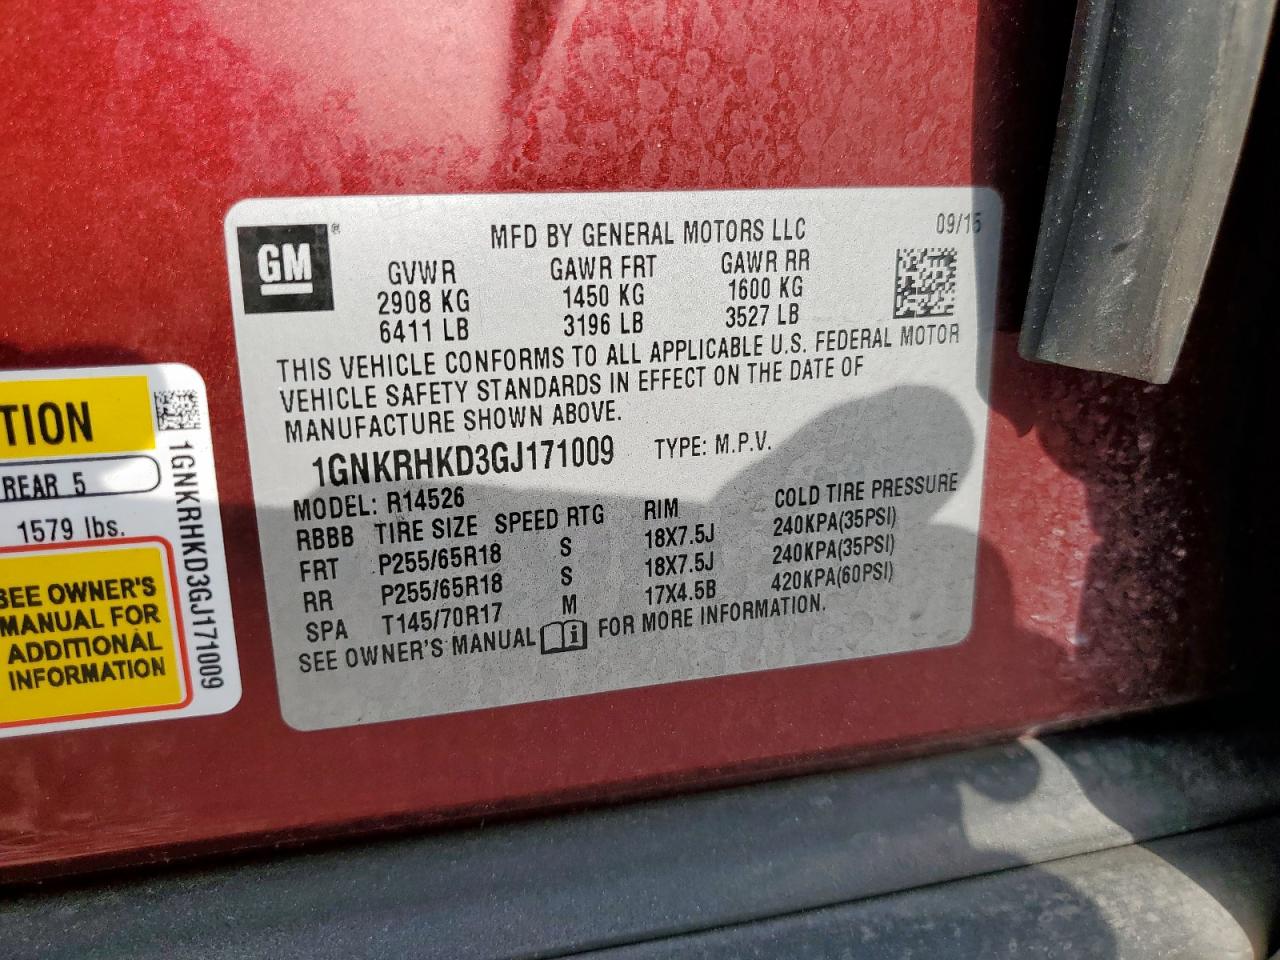 GM®
MFD BY GENERAL MOTORS LLC
09/15
GVWR GAWR FRT GAWR RR
2908 KG 1450 KG 1600 KG
6411 LB 3196 LB 3527 LB
THIS VEHICLE CONFORMS TO ALL APPLICABLE U.S. FEDERAL MOTOR
VEHICLE SAFETY STANDARDS IN EFFECT ON THE DATE OF
MANUFACTURE SHOWN ABOVE.
1GNKRHKD3GJ171009 TYPE: M.P.V.
MODEL: R14526
RBBB TIRE SIZE SPEED RTG RIM COLD TIRE PRESSURE
FRT P255/65R18 S 18X7.5J 240KPA(35PSI)
RR P255/65R18 S 18X7.5J 240KPA(35PSI)
SPA T145/70R17 M 17X4.5B 420KPA(60PSI)
SEE OWNER'S MANUAL FOR MORE INFORMATION.
TION
REAR 5
1579 lbs.
SEE OWNER'S
MANUAL FOR
ADDITIONAL
INFORMATION
1GNKRHKD3GJ171009